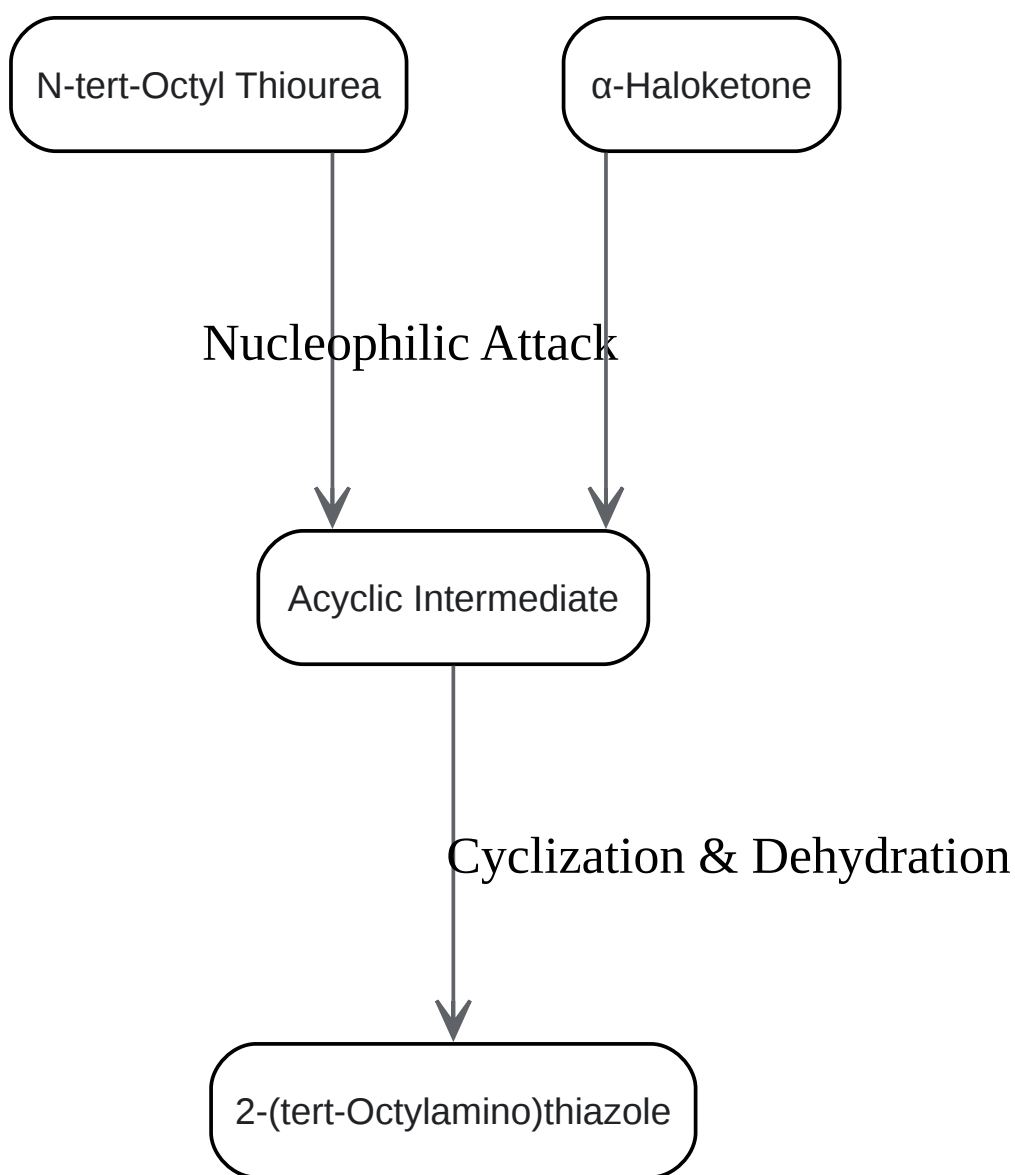 N-tert-Octyl Thiourea
α-Haloketone
Nucleophilic Attack
Acyclic Intermediate
Cyclization & Dehydration
2-(tert-Octylamino)thiazole